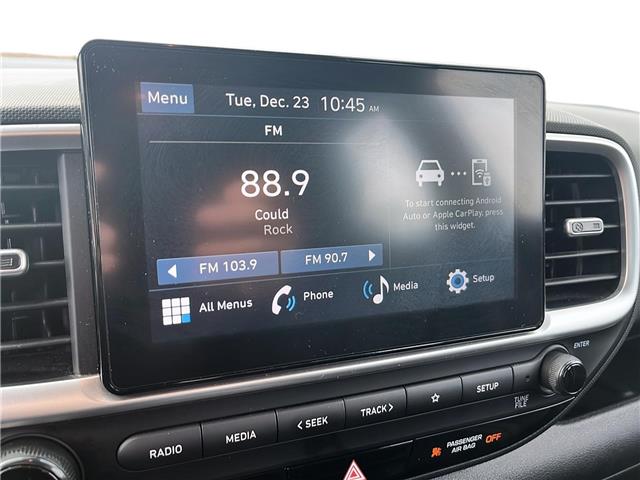 Menu
Tue, Dec. 23 10:45 AM
FM
88.9
Could
Rock
To start connecting Android
Auto or Apple CarPlay, press
this widget.
FM 103.9
FM 90.7
All Menus
Phone
Media
Setup
RADIO
MEDIA
< SEEK
TRACK >
☆
SETUP
ENTER
TUNE
FILE
PASSENGER
AIR BAG
OFF